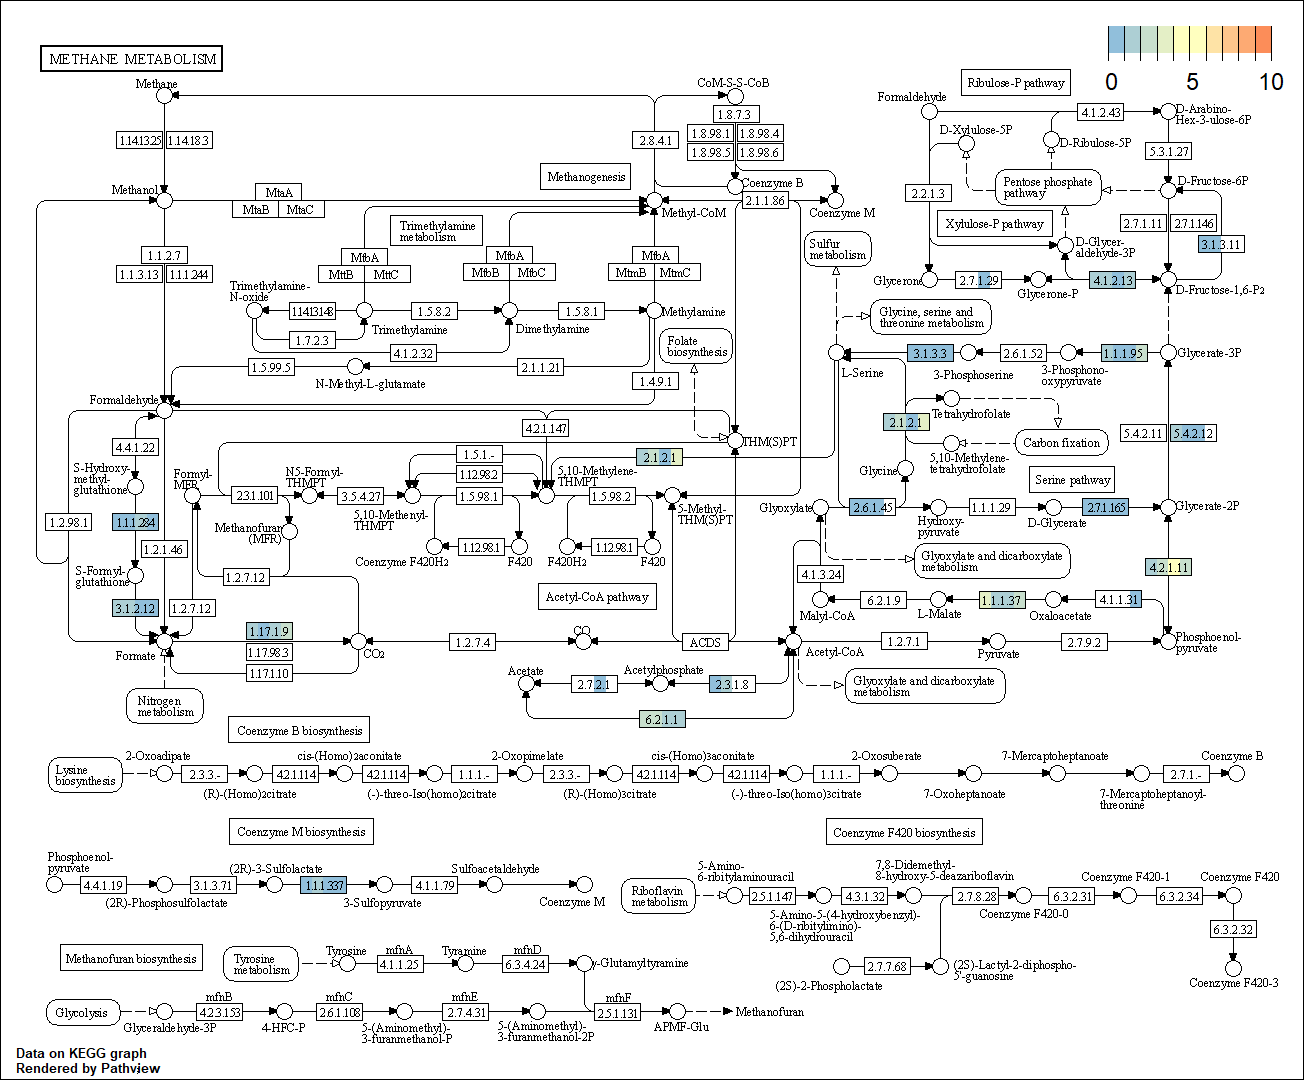 METHANE METABOLISM
0
5
10
Methane
CoM-S-S-CoB
1.8.7.3
1.8.98.1
1.8.98.4
1.8.98.5
1.8.98.6
1.14.13.25
1.14.18.3
2.8.4.1
Methanogenesis
Coenzyme B
2.1.1.86
Coenzyme M
Methyl-CoM
Methanol
MtaA
MtaB
MtaC
Ribulose-P pathway
Formaldehyde
4.1.2.43
D-Arabino-
Hex-3-ulose-6P
D-Xylulose-5P
D-Ribulose-5P
5.3.1.27
Pentose phosphate
pathway
D-Fructose-6P
2.2.1.3
Xylulose-P pathway
2.7.1.11
2.7.1.146
3.1.3.11
D-Glycer-
aldehyde-3P
Glycerone
2.7.1.29
Glycerone-P
4.1.2.13
D-Fructose-1,6-P2
1.1.2.7
1.1.3.13
1.1.1.244
Trimethylamine
metabolism
MtbA
MttB
MttC
MtbA
MtbB
MtbC
MtbA
MtmB
MtmC
Sulfur
metabolism
Trimethylamine-
N-oxide
1.14.13.148
Trimethylamine
1.5.8.2
Dimethylamine
1.5.8.1
Methylamine
1.7.2.3
4.1.2.32
1.5.99.5
N-Methyl-L-glutamate
2.1.1.21
1.4.9.1
Folate
biosynthesis
Glycine, serine and
threonine metabolism
L-Serine
3.1.3.3
3-Phosphoserine
2.6.1.52
3-Phosphono-
oxypyruvate
1.1.1.95
Glycerate-3P
Formaldehyde
4.2.1.147
THM(S)PT
2.1.2.1
2.1.2.1
Tetrahydrofolate
Carbon fixation
5,10-Methylene-
tetrahydrofolate
Glycine
Serine pathway
5.4.2.11
5.4.2.12
4.4.1.22
S-Hydroxy-
methyl-
glutathione
1.1.1.284
1.2.98.1
1.2.1.46
S-Formyl-
glutathione
3.1.2.12
Formate
Formyl-
MFR
2.3.1.101
N5-Formyl-
THMPT
3.5.4.27
5,10-Methenyl-
THMPT
1.5.1.-
1.12.98.2
1.5.98.1
5,10-Methylene-
THMPT
1.5.98.2
5-Methyl-
THM(S)PT
Methanofuran
(MFR)
Coenzyme F420H2
1.12.98.1
F420
F420H2
1.12.98.1
F420
1.2.7.12
1.2.7.12
Acetyl-CoA pathway
Glyoxylate
2.6.1.45
Hydroxy-
pyruvate
1.1.1.29
D-Glycerate
2.7.1.165
Glycerate-2P
Glyoxylate and dicarboxylate
metabolism
4.1.3.24
Malyl-CoA
6.2.1.9
L-Malate
1.1.1.37
Oxaloacetate
4.1.1.31
4.2.1.11
1.17.1.9
1.17.98.3
1.17.1.10
CO2
1.2.7.4
CO
ACDS
Acetyl-CoA
1.2.7.1
Pyruvate
2.7.9.2
Phosphoenol-
pyruvate
Nitrogen
metabolism
Acetate
2.7.2.1
Acetylphosphate
2.3.1.8
6.2.1.1
Glyoxylate and dicarboxylate
metabolism
Coenzyme B biosynthesis
Lysine
biosynthesis
2-Oxoadipate
2.3.3.-
(R)-(Homo)2citrate
4.2.1.114
cis-(Homo)2aconitate
4.2.1.114
(-)-threo-Iso(homo)2citrate
1.1.1.-
2-Oxopimelate
2.3.3.-
(R)-(Homo)3citrate
4.2.1.114
cis-(Homo)3aconitate
4.2.1.114
(-)-threo-Iso(homo)3citrate
1.1.1.-
2-Oxosuberate
7-Oxoheptanoate
7-Mercaptoheptanoate
7-Mercaptoheptanoyl-
threonine
2.7.1.-
Coenzyme B
Coenzyme M biosynthesis
Phosphoenol-
pyruvate
4.4.1.19
(2R)-Phosphosulfolactate
3.1.3.71
(2R)-3-Sulfolactate
1.1.1.337
3-Sulfopyruvate
4.1.1.79
Sulfoacetaldehyde
Coenzyme M
Coenzyme F420 biosynthesis
Riboflavin
metabolism
5-Amino-
6-ribitylaminouracil
2.5.1.147
5-Amino-5-(4-hydroxybenzyl)-
6-(D-ribitylimino)-
5,6-dihydrouracil
4.3.1.32
7,8-Didemethyl-
8-hydroxy-5-deazariboflavin
2.7.8.28
Coenzyme F420-0
6.3.2.31
Coenzyme F420-1
6.3.2.34
Coenzyme F420
6.3.2.32
Coenzyme F420-3
(2S)-2-Phospholactate
2.7.7.68
(2S)-Lactyl-2-diphospho-
5'-guanosine
Methanofuran biosynthesis
Tyrosine
metabolism
Tyrosine
mfnA
4.1.1.25
Tyramine
mfnD
6.3.4.24
γ-Glutamyltyramine
Glycolysis
Glyceraldehyde-3P
mfnB
4.2.3.153
4-HFC-P
mfnC
2.6.1.108
5-(Aminomethyl)-
3-furanmethanol-P
mfnE
2.7.4.31
5-(Aminomethyl)-
3-furanmethanol-2P
mfnF
2.5.1.131
APMF-Glu
Methanofuran
Data on KEGG graph
Rendered by Pathview